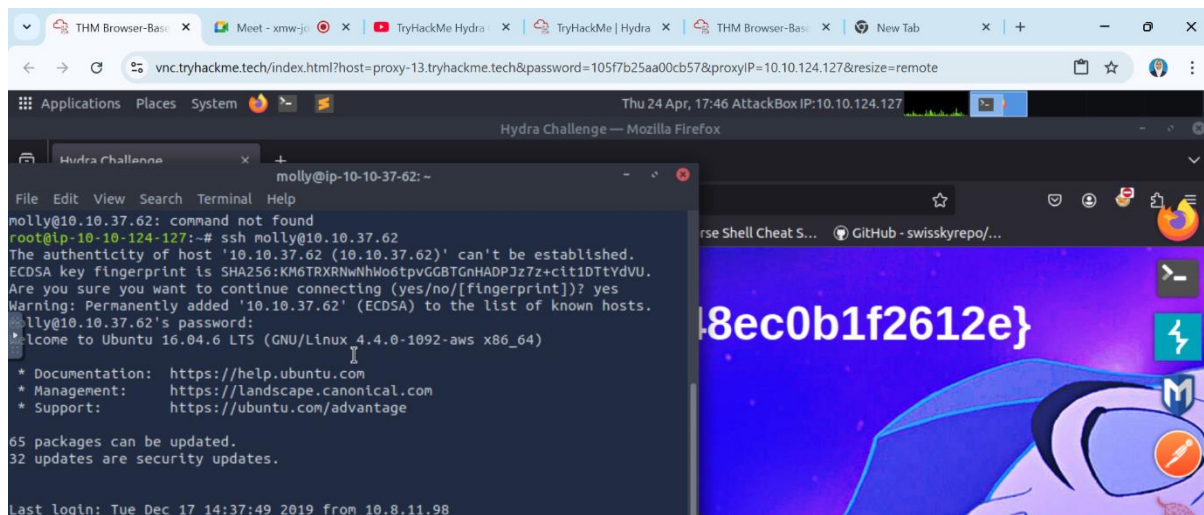 THM Browser-Base
Meet - xmw-jo
TryHackMe Hydra
TryHackMe | Hydra
THM Browser-Base
New Tab
vnc.tryhackme.tech/index.html?host=proxy-13.tryhackme.tech&password=105f7b25aa00cb57&proxyIP=10.10.124.127&resize=remote
Applications Places System
Thu 24 Apr, 17:46 AttackBox IP:10.10.124.127
Hydra Challenge — Mozilla Firefox
Hydra Challenge
molly@ip-10-10-37-62: ~
File Edit View Search Terminal Help
molly@10.10.37.62: command not found
root@ip-10-10-124-127:~# ssh molly@10.10.37.62
The authenticity of host '10.10.37.62 (10.10.37.62)' can't be established.
ECDSA key fingerprint is SHA256:KM6TRXRNwNhWo6tpvGGBTGnHADPJz7z+cit1DTtYdVU.
Are you sure you want to continue connecting (yes/no/[fingerprint])? yes
Warning: Permanently added '10.10.37.62' (ECDSA) to the list of known hosts.
olly@10.10.37.62's password:
elcome to Ubuntu 16.04.6 LTS (GNU/Linux 4.4.0-1092-aws x86_64)
* Documentation: https://help.ubuntu.com
* Management: https://landscape.canonical.com
* Support: https://ubuntu.com/advantage
65 packages can be updated.
32 updates are security updates.
Last login: Tue Dec 17 14:37:49 2019 from 10.8.11.98
rse Shell Cheat S...
GitHub - swisskyrepo/...
48ec0b1f2612e}